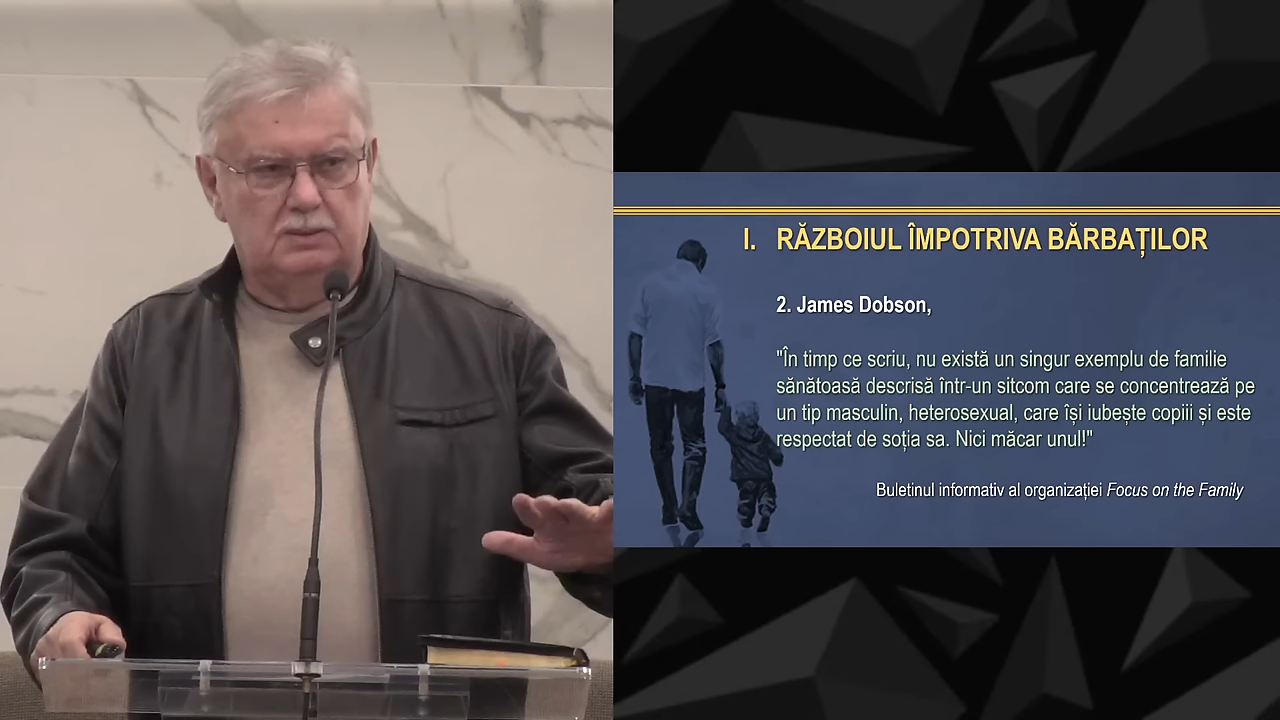 I. RĂZBOIUL ÎMPOTRIVA BĂRBAȚILOR
2. James Dobson,
"În timp ce scriu, nu există un singur exemplu de familie
sănătoasă descrisă într-un sitcom care se concentrează pe
un tip masculin, heterosexual, care își iubește copiii și este
respectat de soția sa. Nici măcar unul!"
Buletinul informativ al organizației Focus on the Family